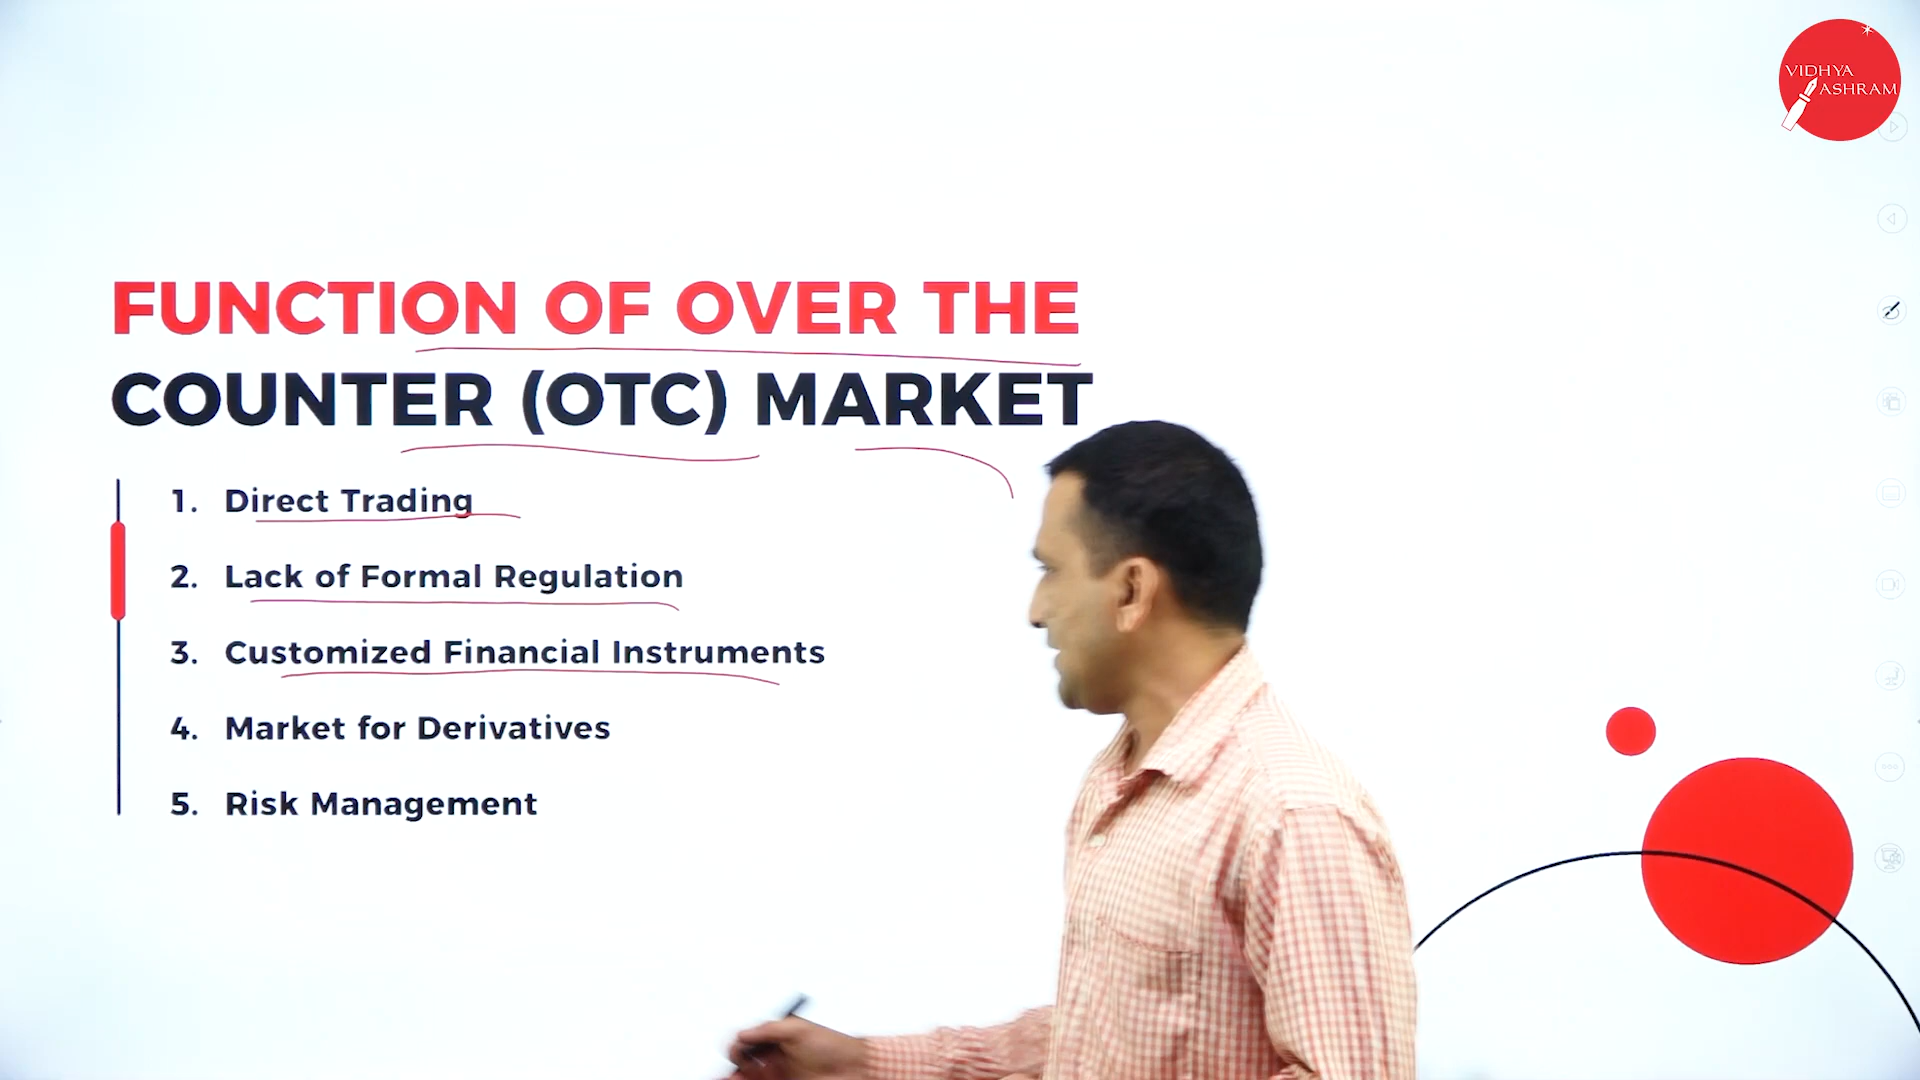 VIDHYA
ASHRAM
FUNCTION OF OVER THE
COUNTER (OTC) MARKET
1. Direct Trading
2. Lack of Formal Regulation
3. Customized Financial Instruments
4. Market for Derivatives
5. Risk Management